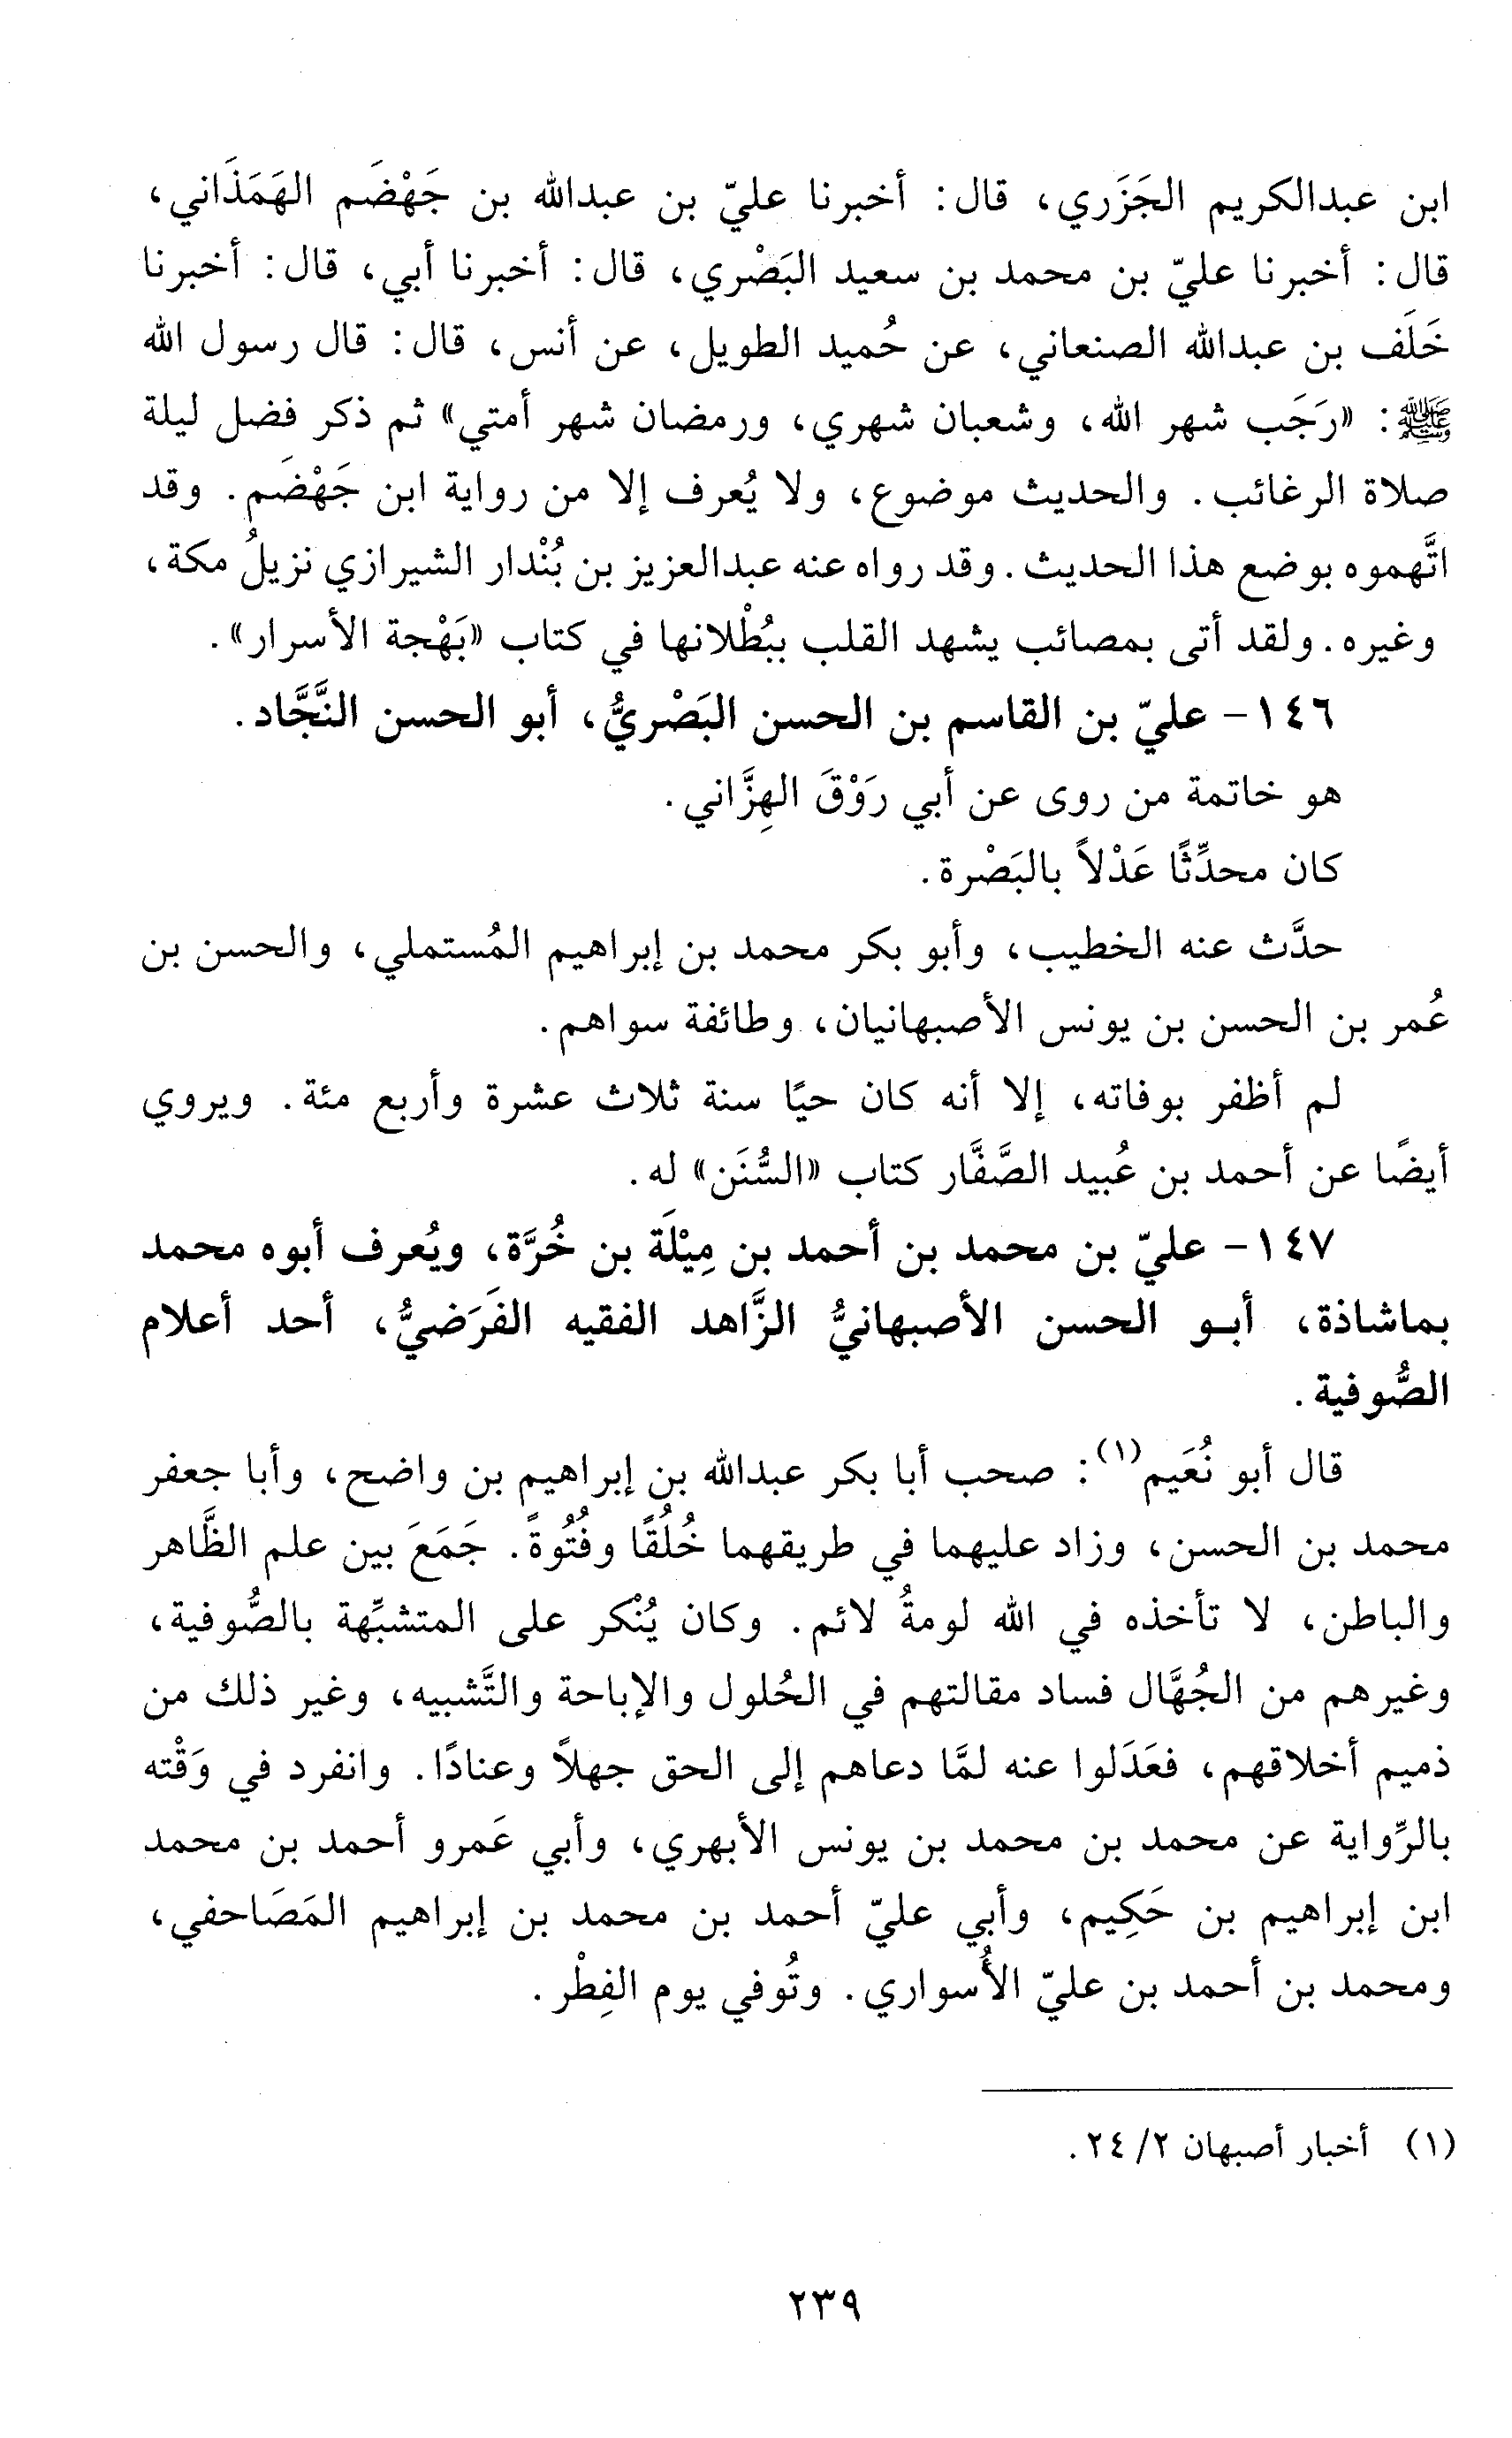 ابن عبدالكريم الجَزَري، قال: أخبرنا عليّ بن عبدالله بن جَهْضَم الهَمَذَاني،
قال: أخبرنا عليّ بن محمد بن سعيد البَصْري، قال: أخبرنا أبي، قال: أخبرنا
خَلَف بن عبدالله الصنعاني، عن حُميد الطويل، عن أنس، قال: قال رسول الله
ﷺ: «رَجَب شهر الله، وشعبان شهري، ورمضان شهر أمتي» ثم ذكر فضل ليلة
صلاة الرغائب. والحديث موضوع، ولا يُعرف إلا من رواية ابن جَهْضَم. وقد
اتَّهموه بوضع هذا الحديث. وقد رواه عنه عبدالعزيز بن بُنْدار الشيرازي نزيلُ مكة،
وغيره. ولقد أتى بمصائب يشهد القلب ببُطْلانها في كتاب «بَهْجة الأسرار».
١٤٦- عليّ بن القاسم بن الحسن البَصْريُّ، أبو الحسن النَّجَّاد.
هو خاتمة من روى عن أبي رَوْقَ الهِزَّاني.
كان محدِّثًا عَدْلاً بالبَصْرة.
حدَّث عنه الخطيب، وأبو بكر محمد بن إبراهيم المُستملي، والحسن بن
عُمر بن الحسن بن يونس الأصبهانيان، وطائفة سواهم.
لم أظفر بوفاته، إلا أنه كان حيًا سنة ثلاث عشرة وأربع مئة. ويروي
أيضًا عن أحمد بن عُبيد الصَّفَّار كتاب «السُّنَن» له.
١٤٧- عليّ بن محمد بن أحمد بن مِيْلَة بن خُرَّة، ويُعرف أبوه محمد
بماشاذة، أبو الحسن الأصبهانيُّ الزَّاهد الفقيه الفَرَضيُّ، أحد أعلام
الصُّوفية.
قال أبو نُعَيم(١): صحب أبا بكر عبدالله بن إبراهيم بن واضح، وأبا جعفر
محمد بن الحسن، وزاد عليهما في طريقهما خُلُقًا وفُتُوةً. جَمَعَ بين علم الظَّاهر
والباطن، لا تأخذه في الله لومةُ لائم. وكان يُنْكر على المتشبِّهة بالصُّوفية،
وغيرهم من الجُهَّال فساد مقالتهم في الحُلول والإباحة والتَّشبيه، وغير ذلك من
ذميم أخلاقهم، فعَدَلوا عنه لمَّا دعاهم إلى الحق جهلاً وعنادًا. وانفرد في وَقْته
بالرِّواية عن محمد بن محمد بن يونس الأبهري، وأبي عَمرو أحمد بن محمد
ابن إبراهيم بن حَكِيم، وأبي عليّ أحمد بن محمد بن إبراهيم المَصَاحفي،
ومحمد بن أحمد بن عليّ الأُسواري. وتُوفي يوم الفِطْر.
(١) أخبار أصبهان ٢/ ٢٤.
٢٣٩